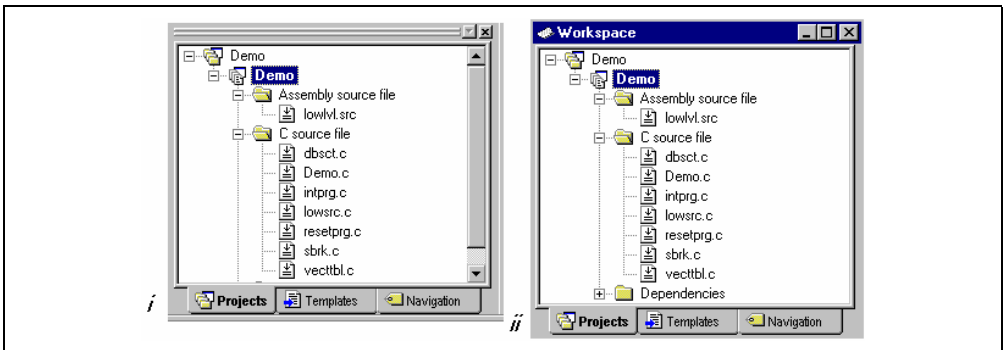 Demo
Demo
Assembly source file
lowlvl.src
C source file
dbsct.c
Demo.c
intprg.c
lowsrc.c
resetprg.c
sbrk.c
vecttbl.c
Projects Templates Navigation
i
Workspace
Demo
Demo
Assembly source file
lowlvl.src
C source file
dbsct.c
Demo.c
intprg.c
lowsrc.c
resetprg.c
sbrk.c
vecttbl.c
Dependencies
Projects Templates Navigation
ii